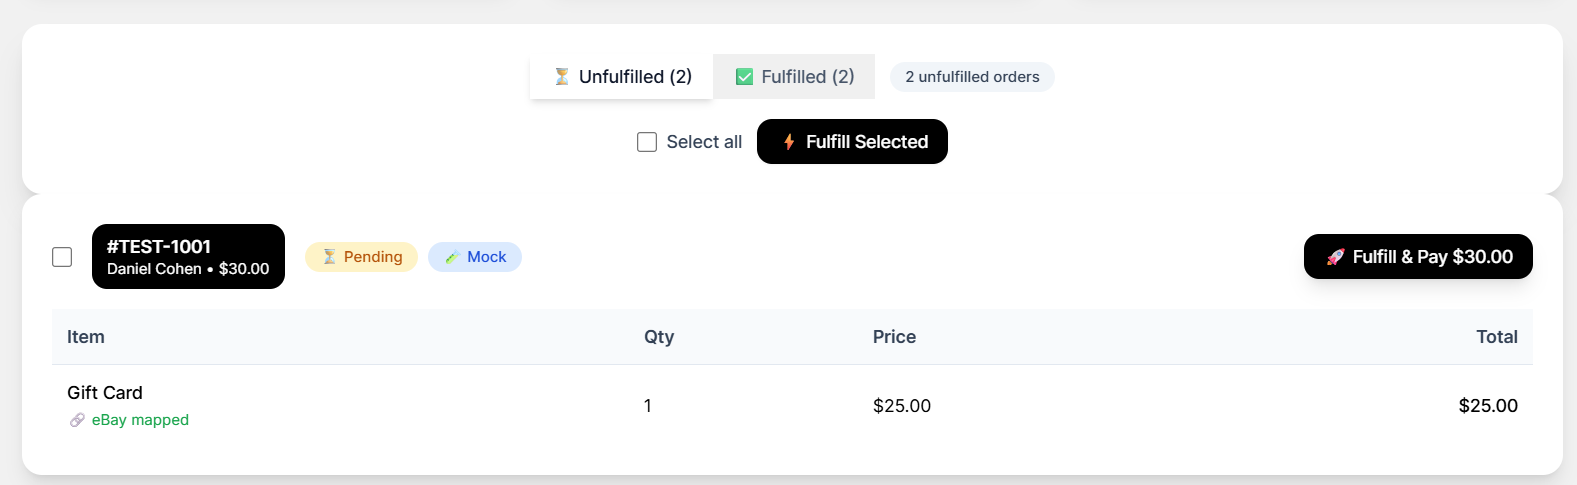 ⏳ Unfulfilled (2)
✅ Fulfilled (2)
2 unfulfilled orders
Select all
⚡ Fulfill Selected
#TEST-1001
Daniel Cohen • $30.00
⏳ Pending
🧪 Mock
🚀 Fulfill & Pay $30.00
Item Qty Price Total
Gift Card
🔗 eBay mapped
1 $25.00 $25.00